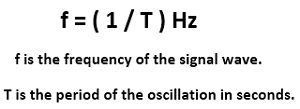 f = ( 1 / T ) Hz
f is the frequency of the signal wave.
T is the period of the oscillation in seconds.